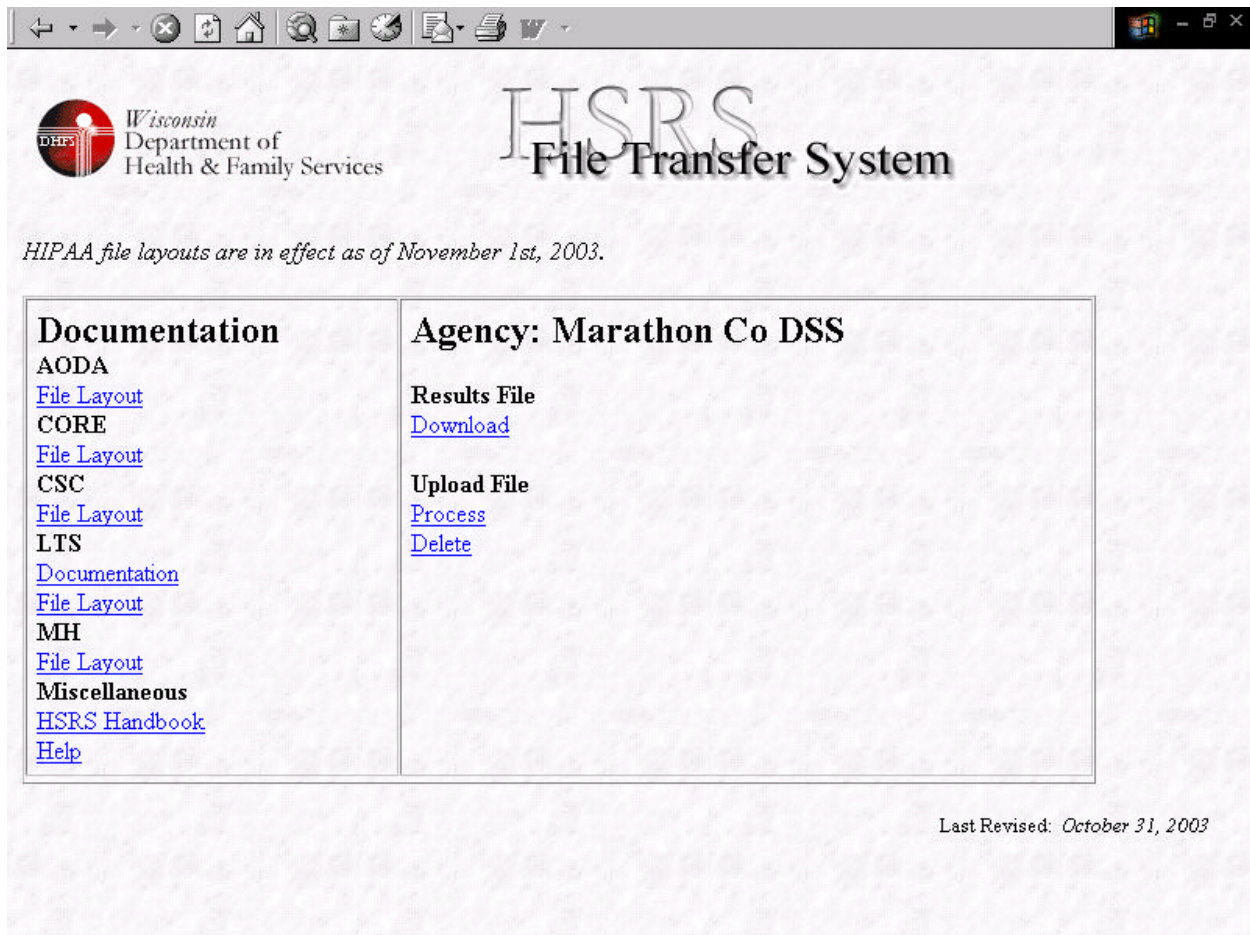 DHFS
Wisconsin
Department of
Health & Family Services
HSRS
File Transfer System
HIPAA file layouts are in effect as of November 1st, 2003.
Documentation
AODA
File Layout
CORE
File Layout
CSC
File Layout
LTS
Documentation
File Layout
MH
File Layout
Miscellaneous
HSRS Handbook
Help
Agency: Marathon Co DSS
Results File
Download
Upload File
Process
Delete
Last Revised: October 31, 2003